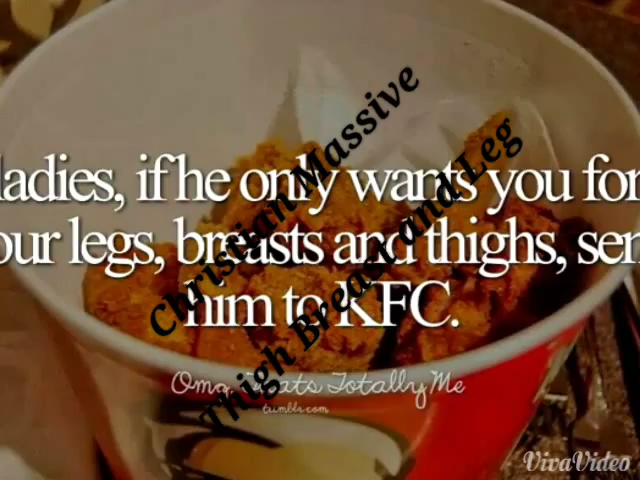 ladies, if he only wants you for
our legs, breasts and thighs, sen
him to KFC.
Christian Massive
Thigh Breast and Leg
Omg, Thats Totally Me
tumblr.com
VivaVideo